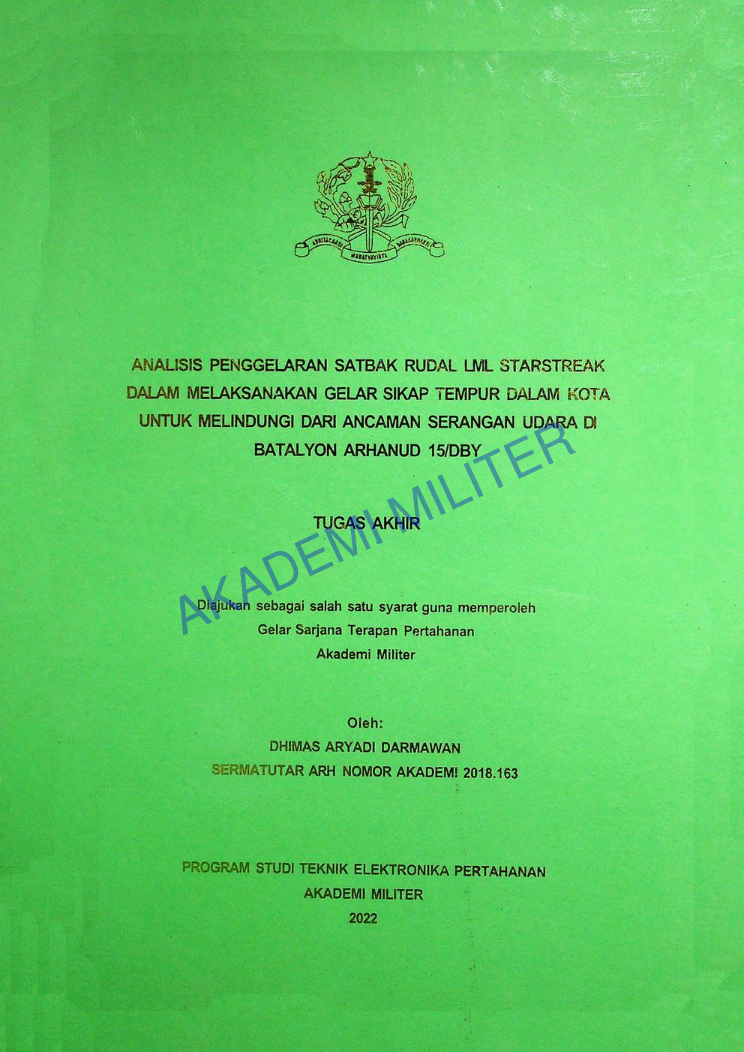 ADHITAKARYA MAHATVAVIRYA NAGARABHAKTI
ANALISIS PENGGELARAN SATBAK RUDAL LML STARSTREAK
DALAM MELAKSANAKAN GELAR SIKAP TEMPUR DALAM KOTA
UNTUK MELINDUNGI DARI ANCAMAN SERANGAN UDARA DI
BATALYON ARHANUD 15/DBY
TUGAS AKHIR
AKADEMI MILITER
Diajukan sebagai salah satu syarat guna memperoleh
Gelar Sarjana Terapan Pertahanan
Akademi Militer
Oleh:
DHIMAS ARYADI DARMAWAN
SERMATUTAR ARH NOMOR AKADEMI 2018.163
PROGRAM STUDI TEKNIK ELEKTRONIKA PERTAHANAN
AKADEMI MILITER
2022